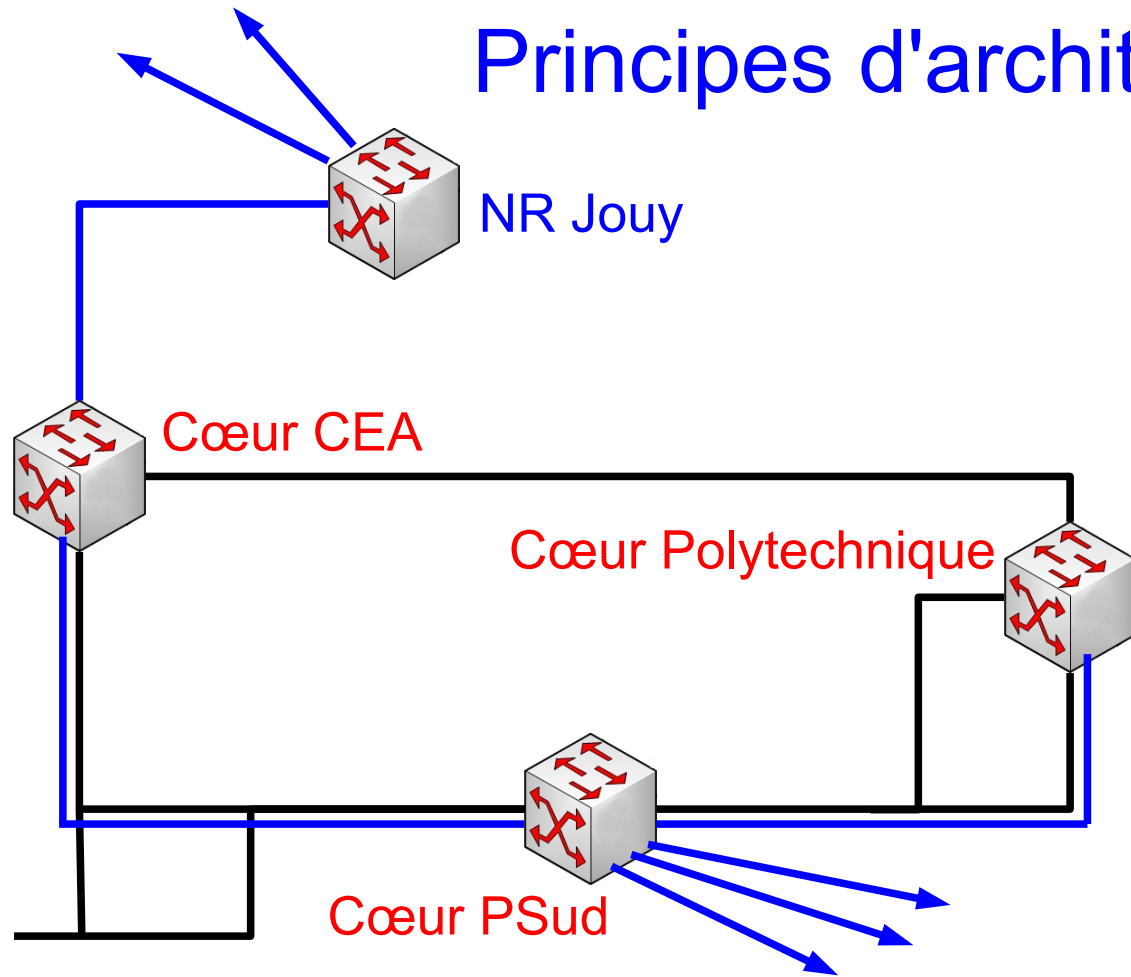 Principes d'archit
NR Jouy
Cœur CEA
Cœur Polytechnique
Cœur PSud